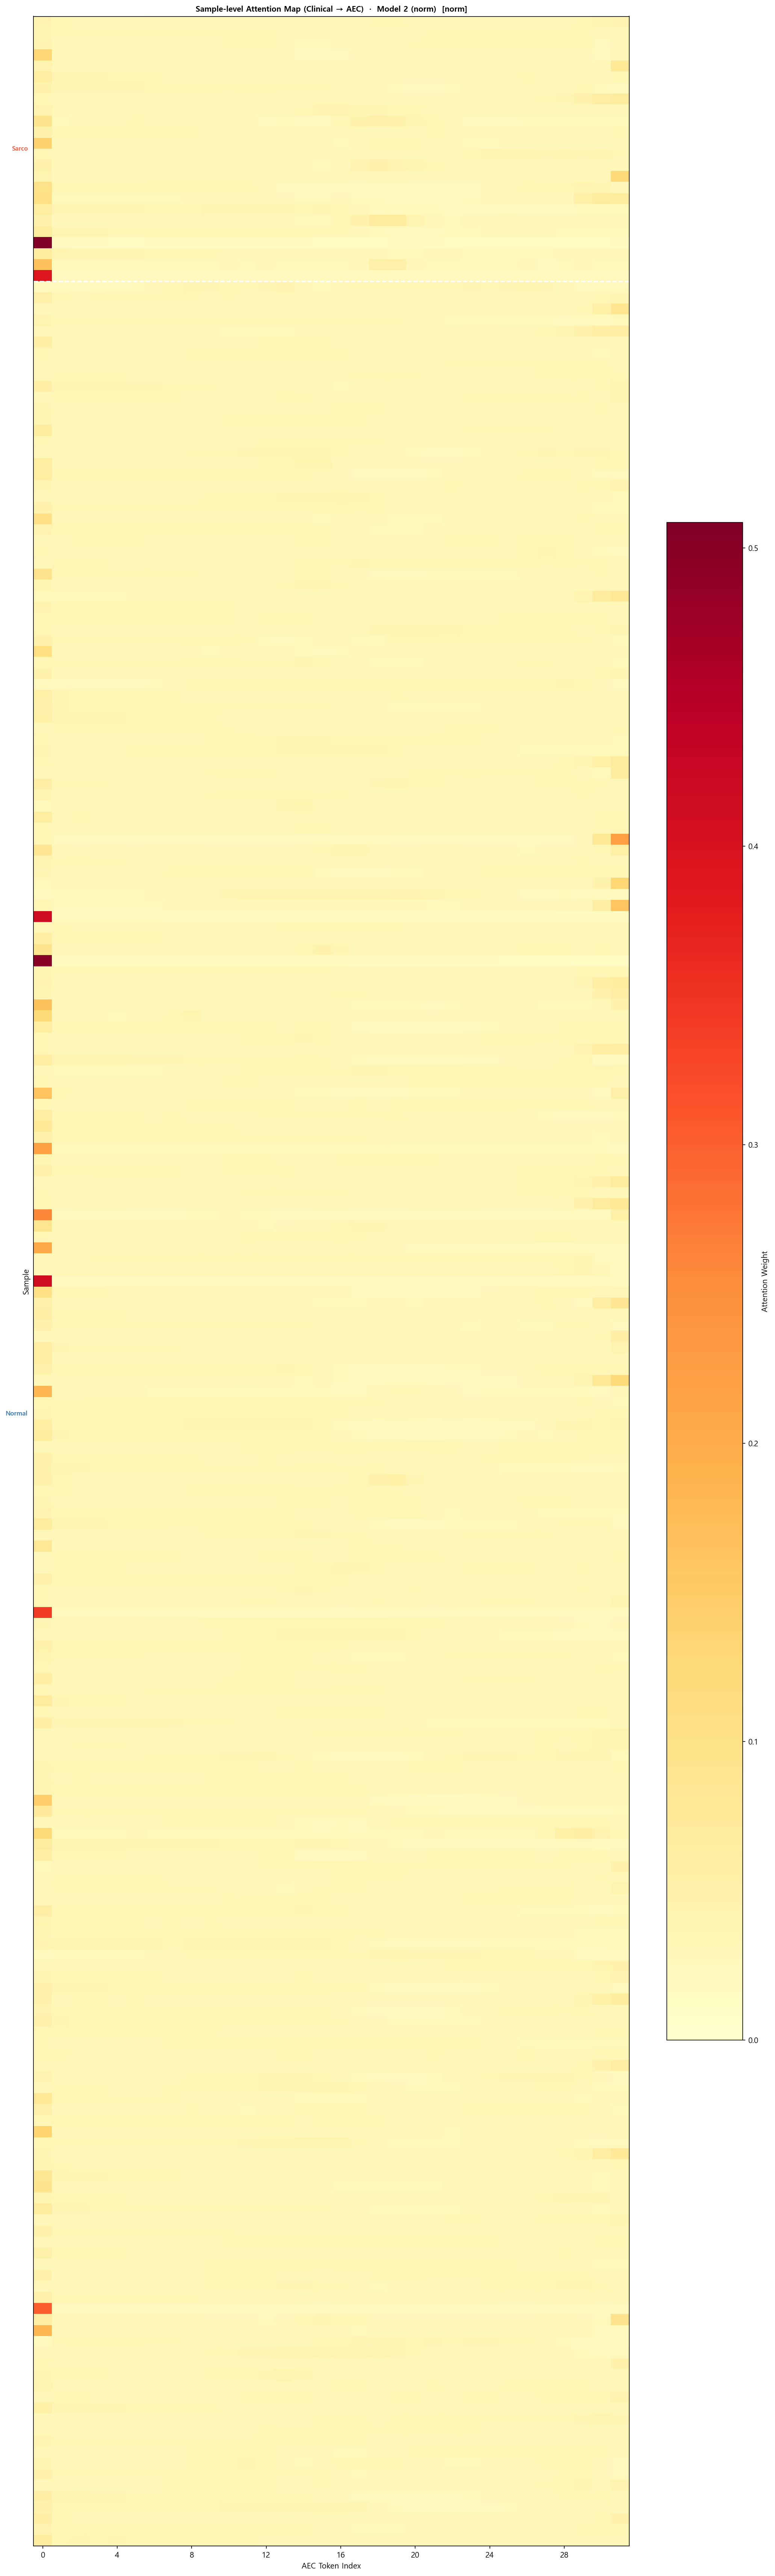 Sample-level Attention Map (Clinical → AEC)  ·  Model 2 (norm)  [norm]
Sarco
Normal
Sample
0 4 8 12 16 20 24 28
AEC Token Index
0.5
0.4
0.3
0.2
0.1
0.0
Attention Weight